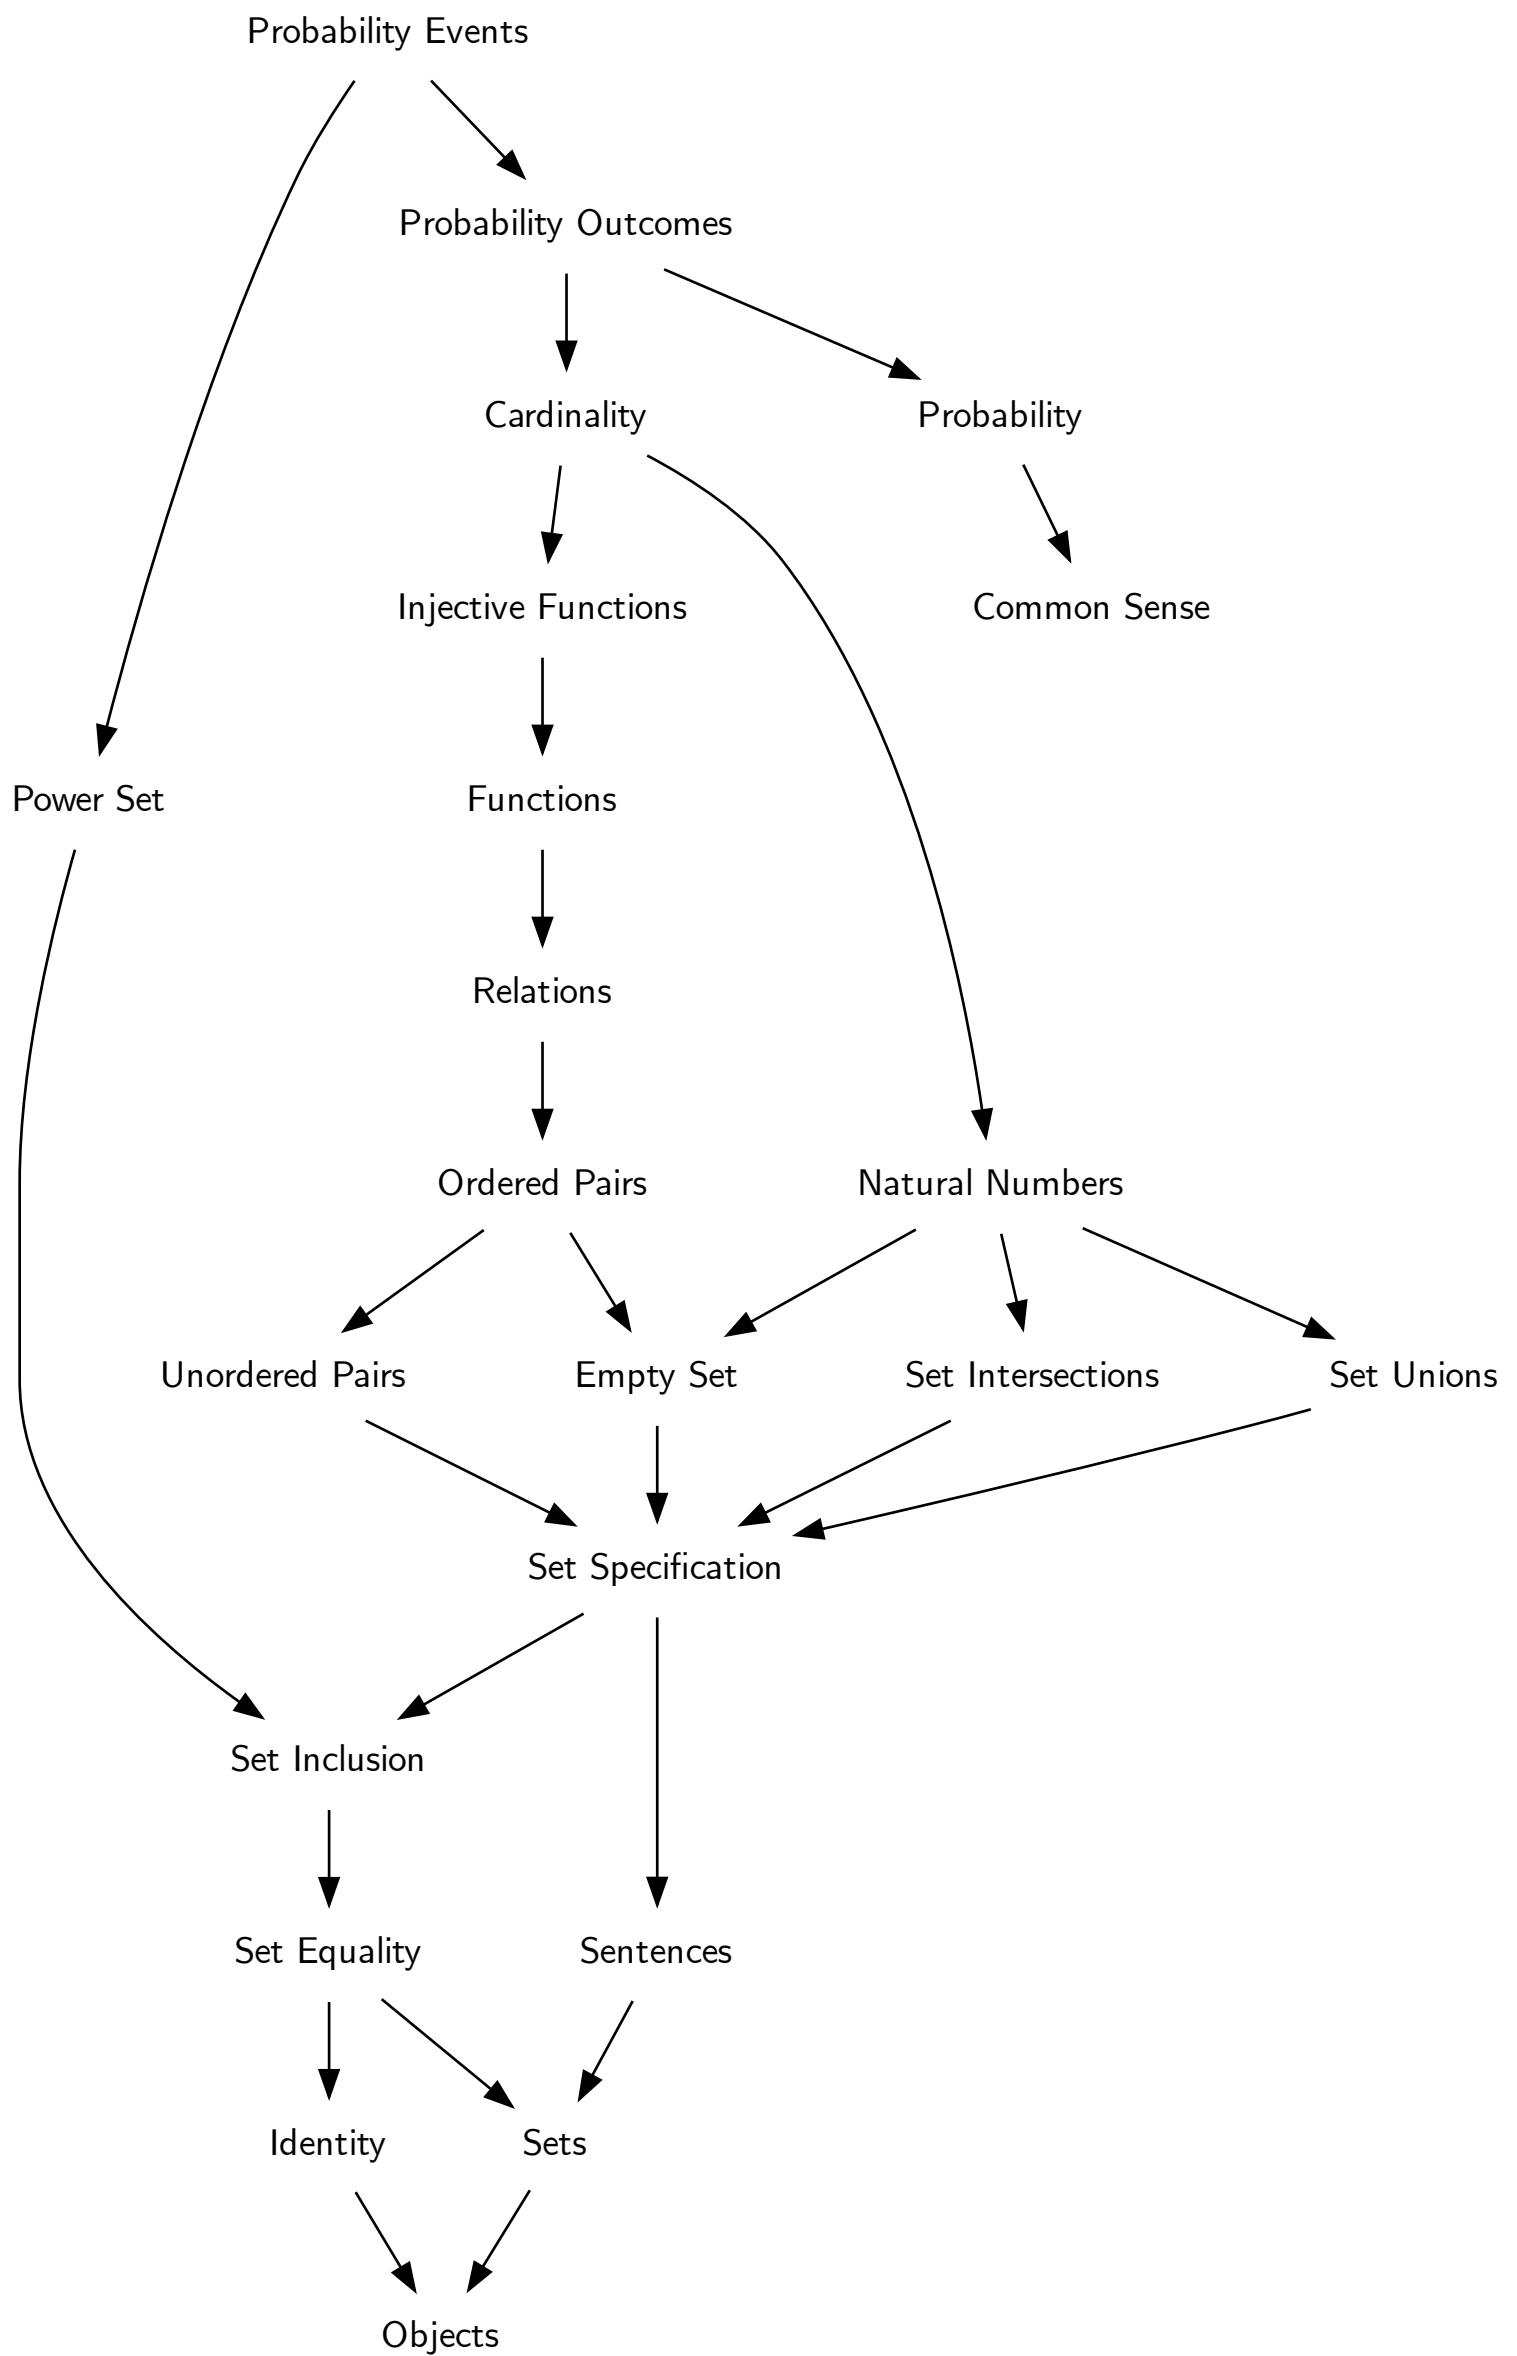 Probability Events
Probability Outcomes
Cardinality
Probability
Injective Functions
Common Sense
Power Set
Functions
Relations
Ordered Pairs
Natural Numbers
Unordered Pairs
Empty Set
Set Intersections
Set Unions
Set Specification
Set Inclusion
Set Equality
Sentences
Identity
Sets
Objects